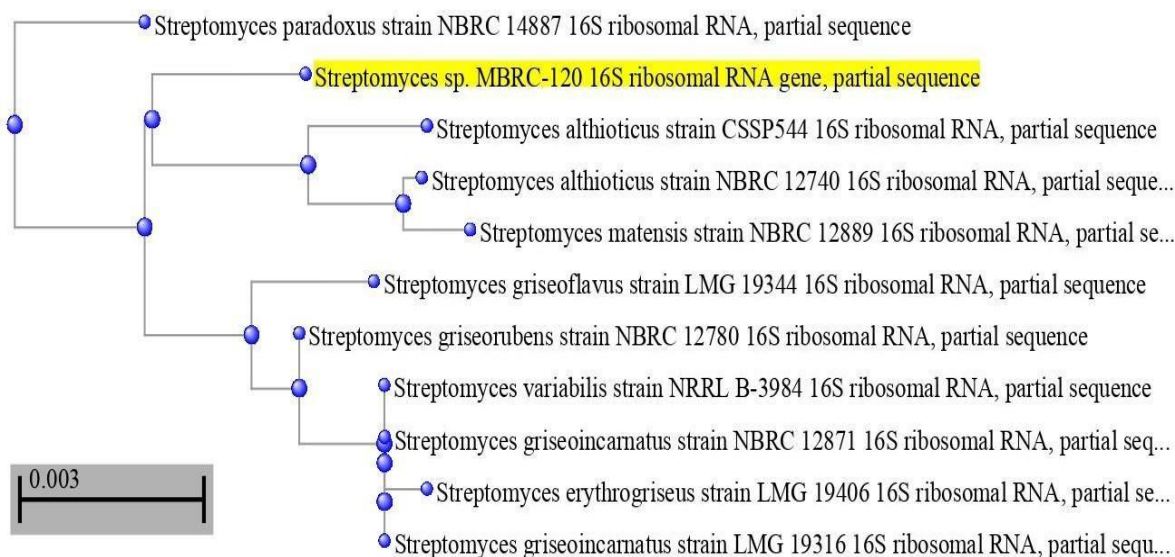 Streptomyces paradoxus strain NBRC 14887 16S ribosomal RNA, partial sequence
Streptomyces sp. MBRC-120 16S ribosomal RNA gene, partial sequence
Streptomyces althioticus strain CSSP544 16S ribosomal RNA, partial sequence
Streptomyces althioticus strain NBRC 12740 16S ribosomal RNA, partial seque...
Streptomyces matensis strain NBRC 12889 16S ribosomal RNA, partial se...
Streptomyces griseoflavus strain LMG 19344 16S ribosomal RNA, partial sequence
Streptomyces griseorubens strain NBRC 12780 16S ribosomal RNA, partial sequence
Streptomyces variabilis strain NRRL B-3984 16S ribosomal RNA, partial sequence
Streptomyces griseoincarnatus strain NBRC 12871 16S ribosomal RNA, partial seq...
0.003
Streptomyces erythrogriseus strain LMG 19406 16S ribosomal RNA, partial se...
Streptomyces griseoincarnatus strain LMG 19316 16S ribosomal RNA, partial sequ...